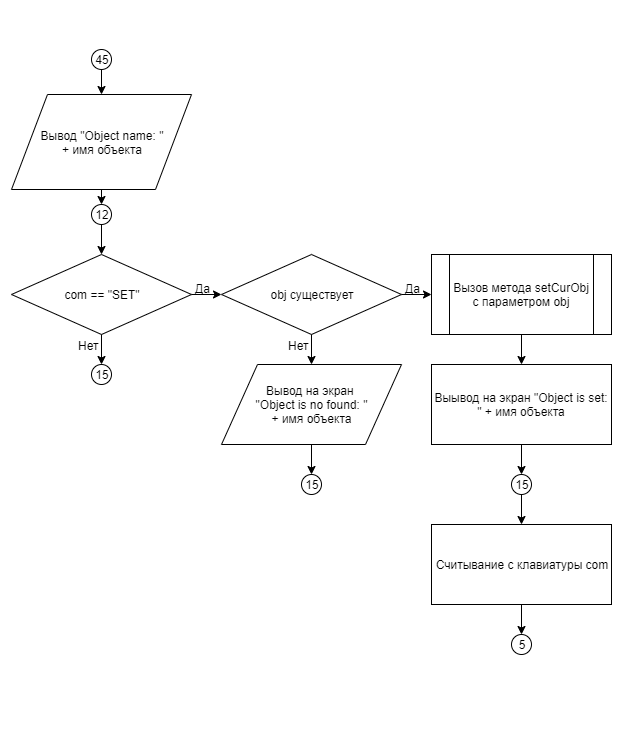 45
Вывод "Object name: "
+ имя объекта
12
com == "SET"
Да
obj существует
Да
Вызов метода setCurObj
с параметром obj
Нет
Нет
15
Вывод на экран
"Object is no found: "
+ имя объекта
Выывод на экран "Object is set:
" + имя объекта
15
15
Считывание с клавиатуры com
5